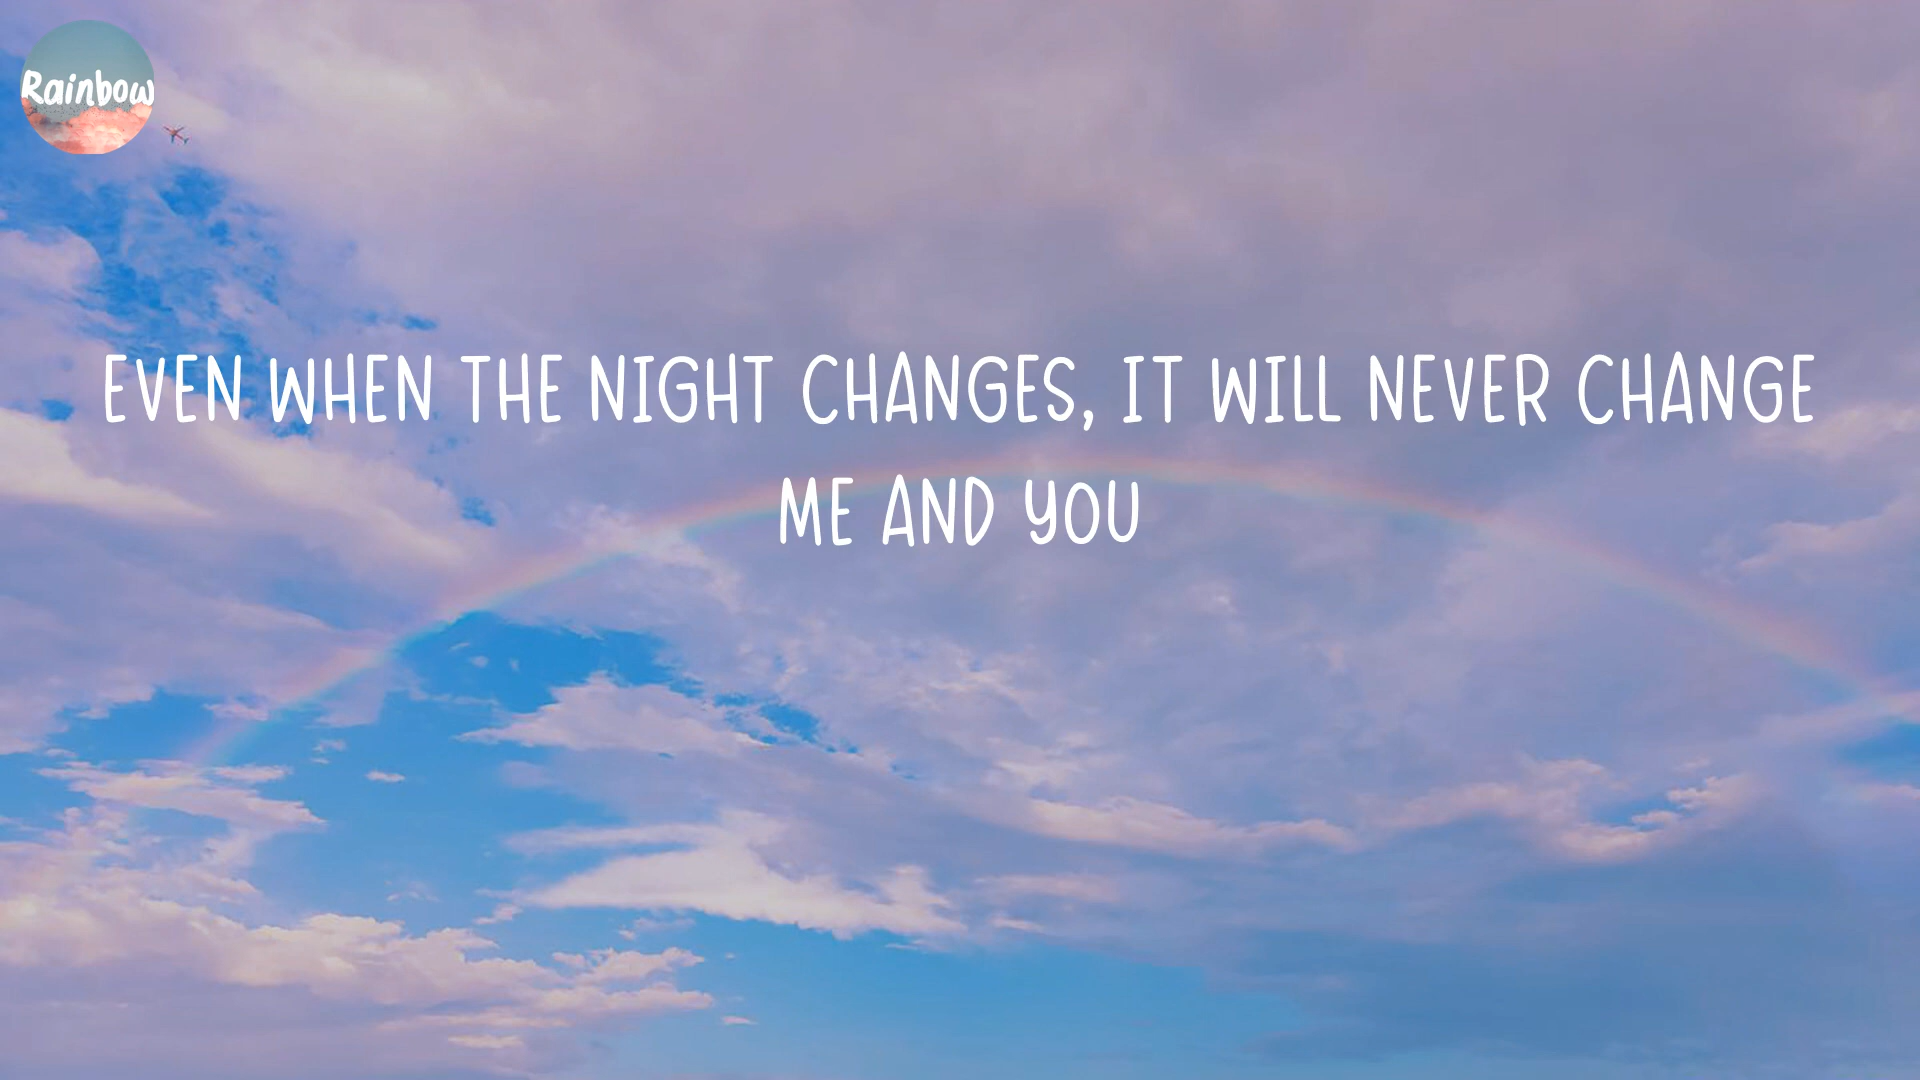 Rainbow
EVEN WHEN THE NIGHT CHANGES, IT WILL NEVER CHANGE
ME AND YOU